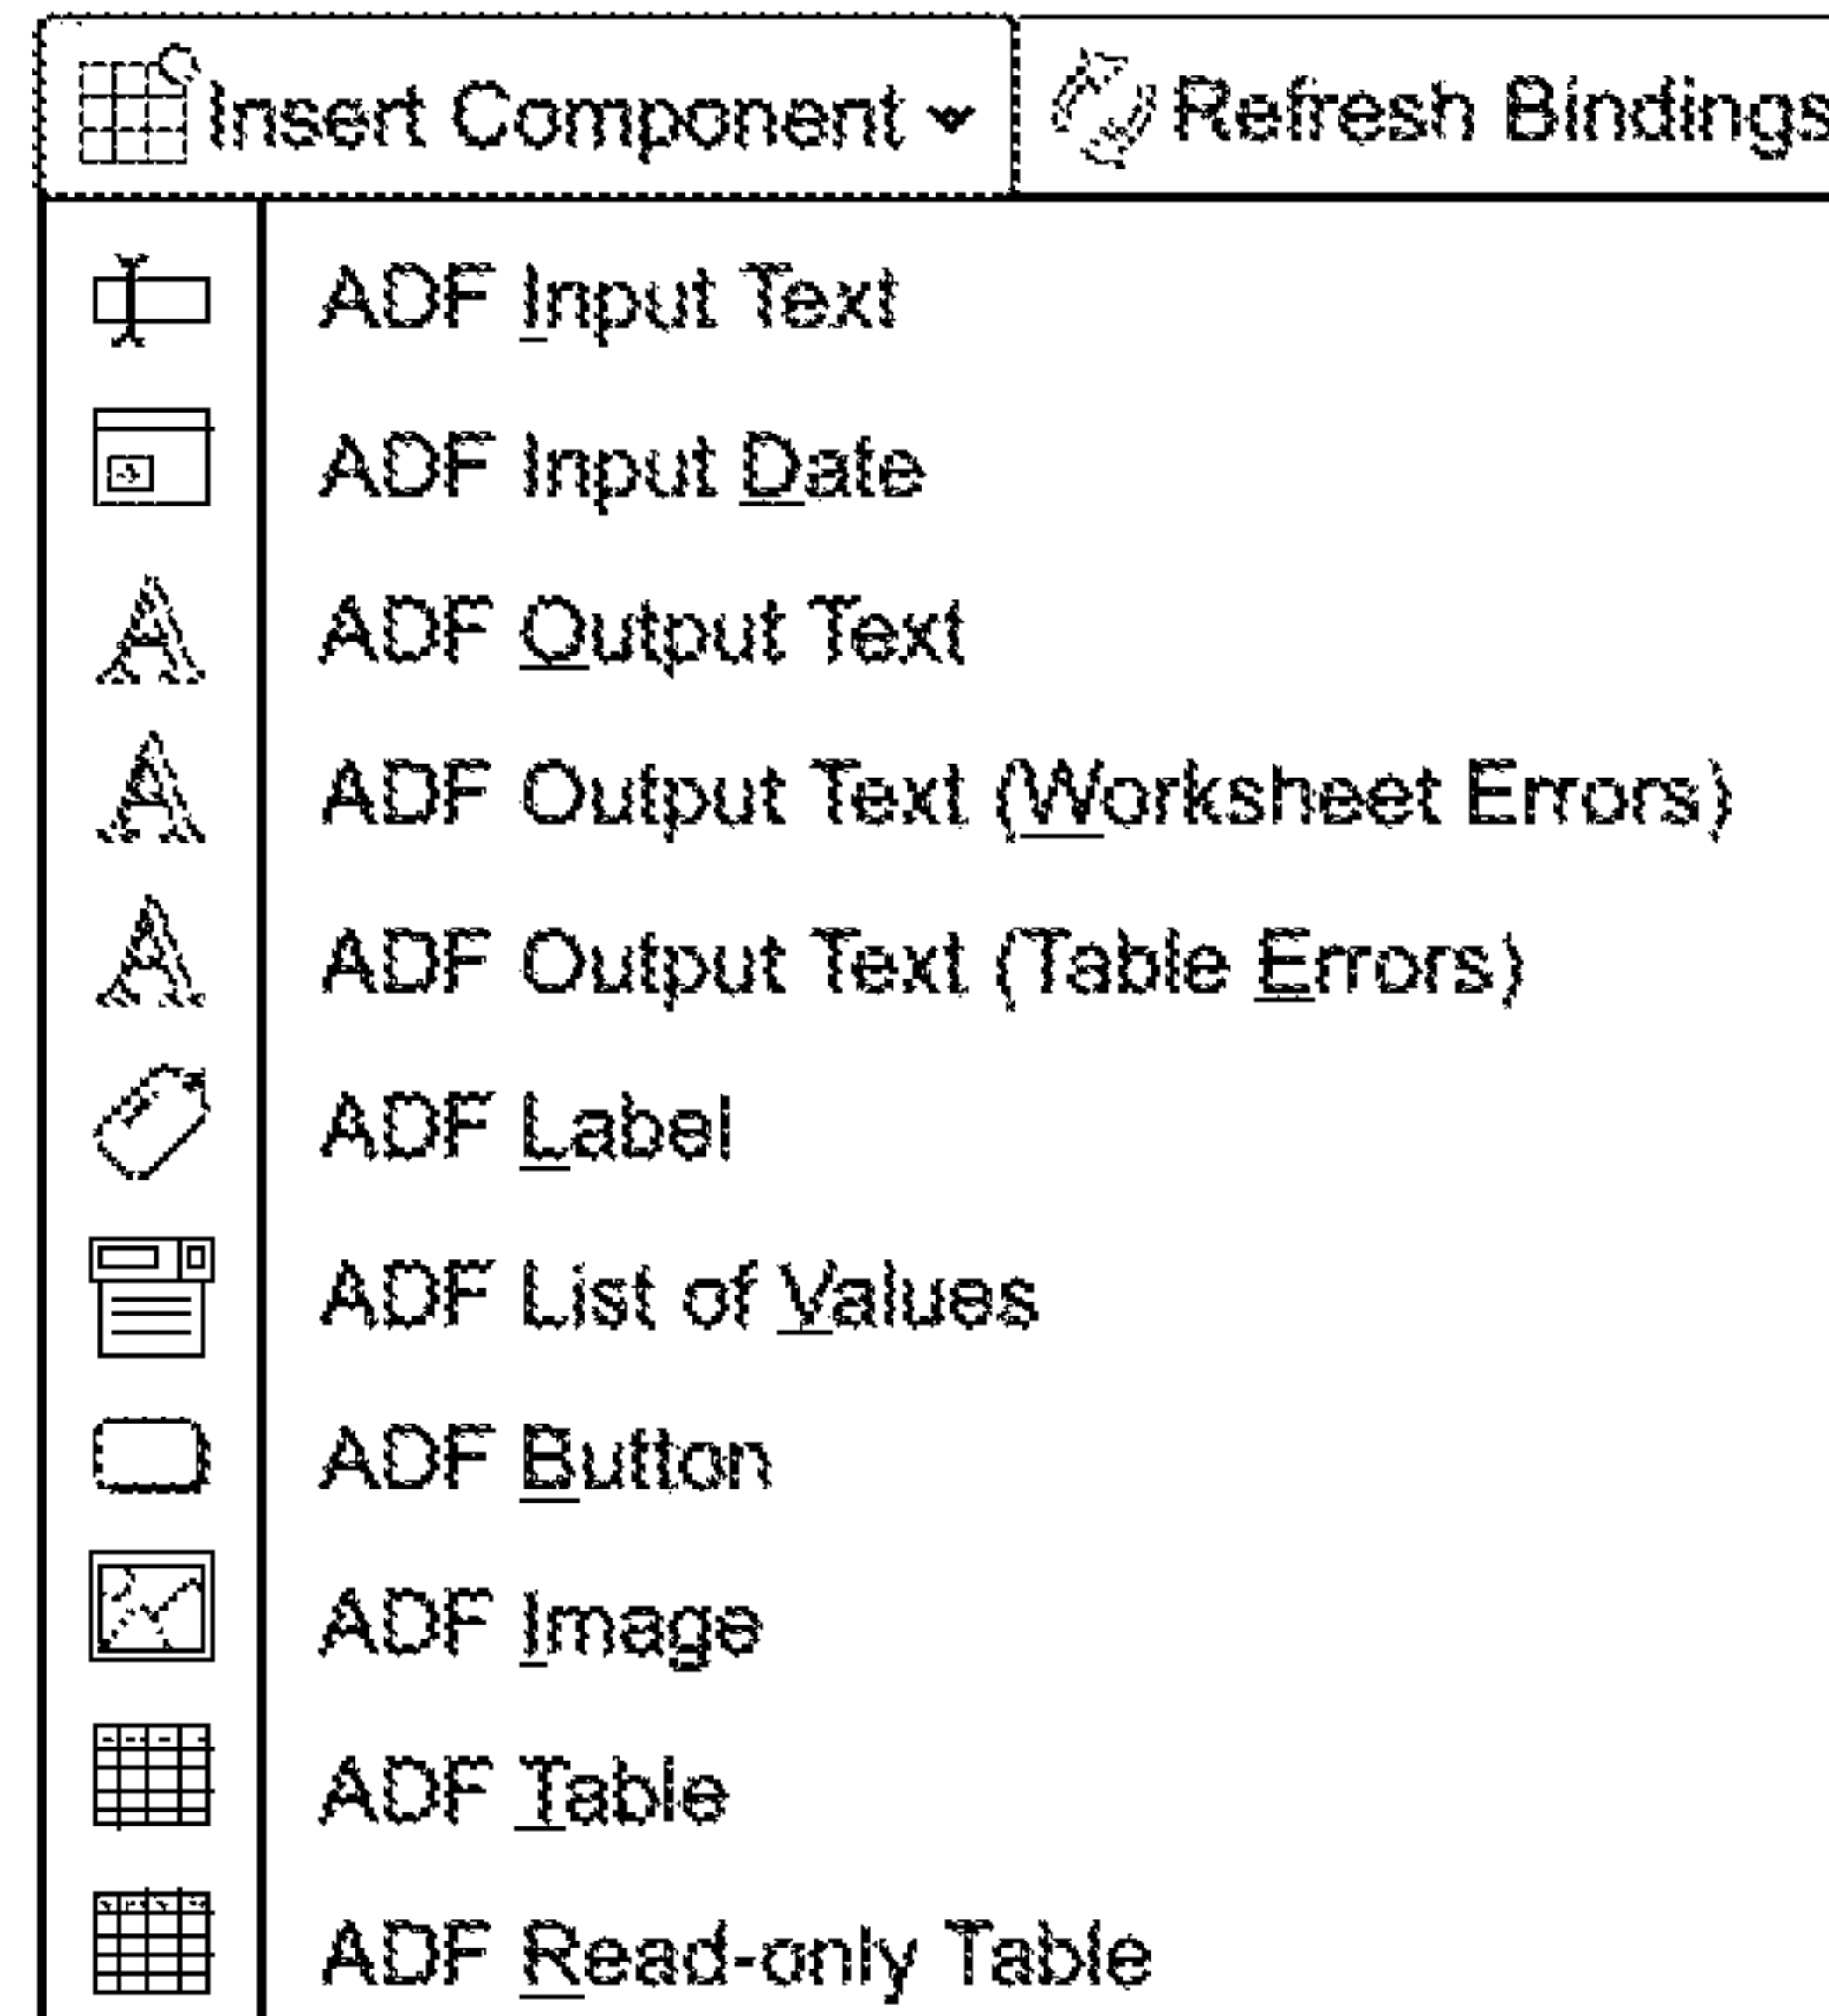 Insert Component Refresh Bindings
ADF Input Text
ADF Input Date
ADF Output Text
ADF Output Text (Worksheet Errors)
ADF Output Text (Table Errors)
ADF Label
ADF List of Values
ADF Button
ADF Image
ADF Table
ADF Read-only Table